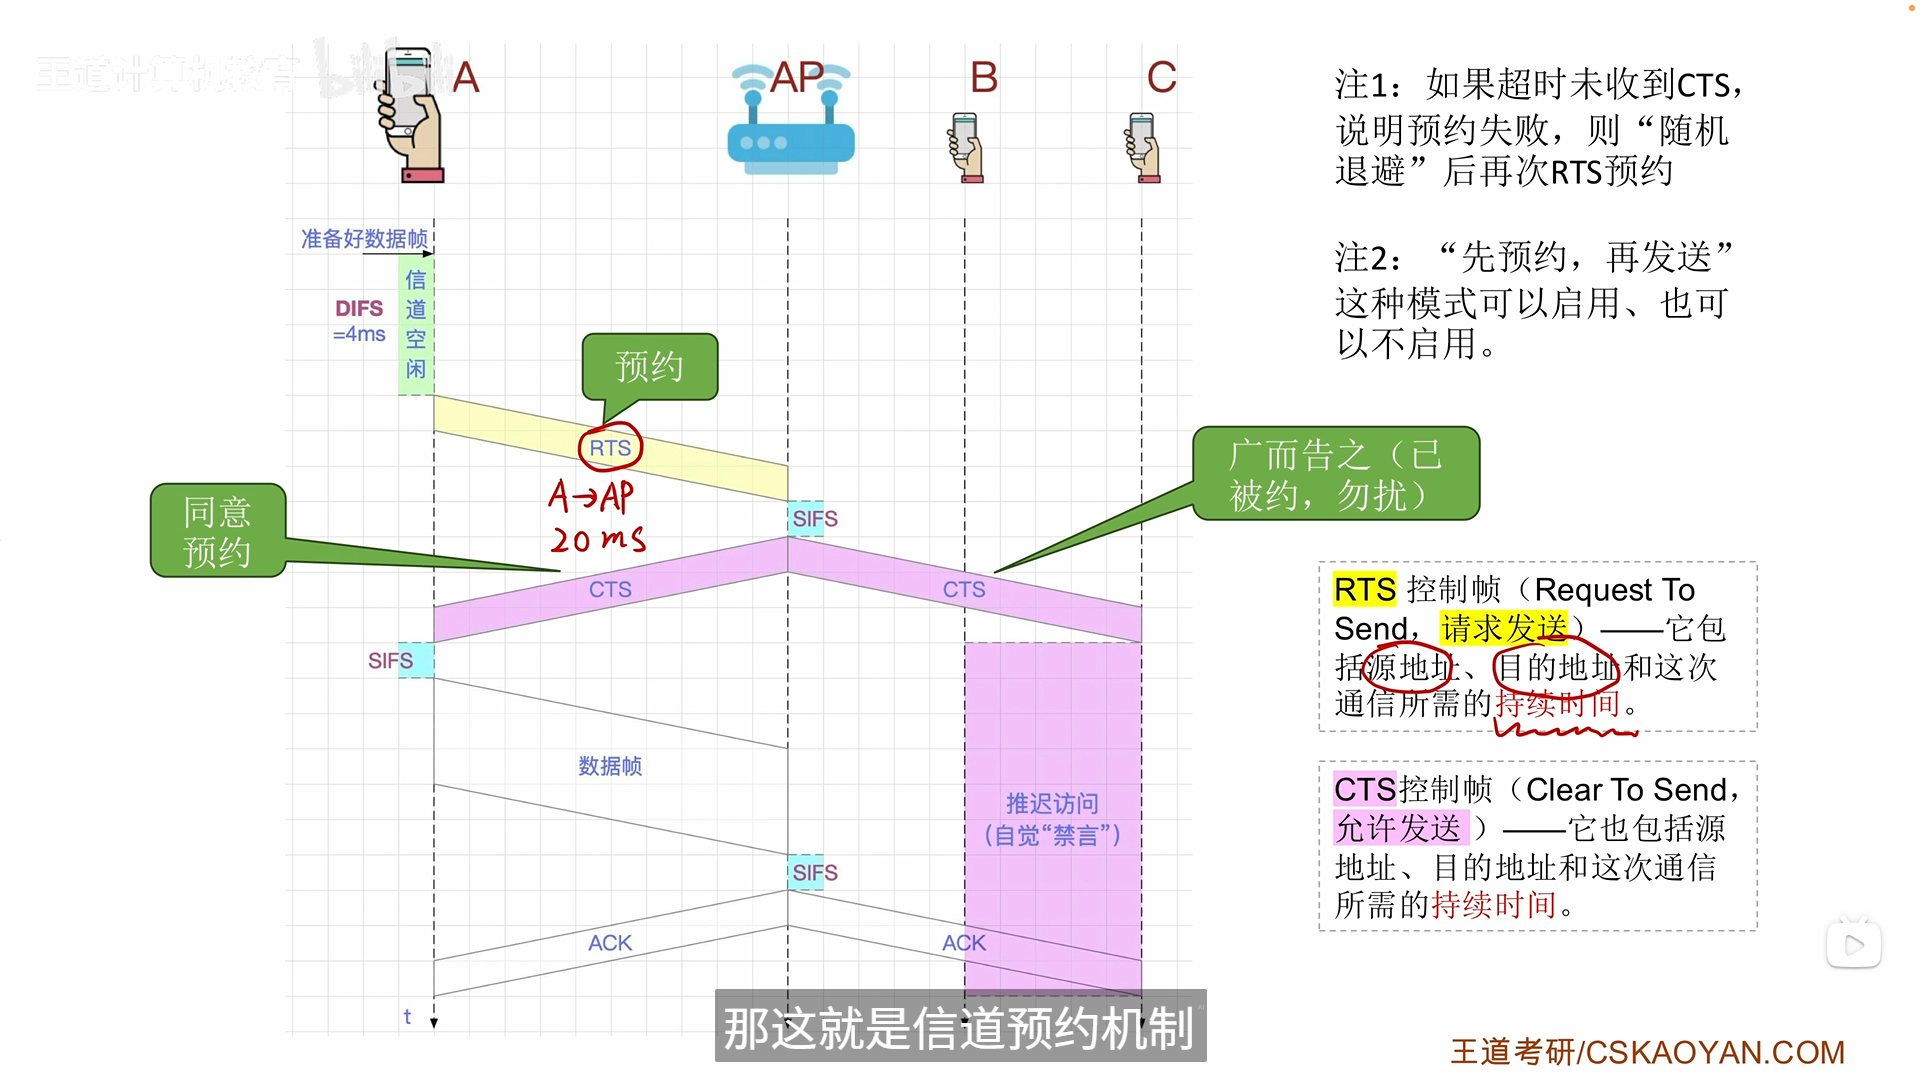 王道计算机教育 bilibili
A
AP
B
C
准备好数据帧
信道空闲
DIFS
=4ms
预约
RTS
A→AP
20 ms
SIFS
同意
预约
CTS
CTS
广而告之（已
被约，勿扰）
SIFS
数据帧
推迟访问
（自觉“禁言”）
SIFS
ACK
ACK
t
注1：如果超时未收到CTS，
说明预约失败，则“随机
退避”后再次RTS预约
注2：“先预约，再发送”
这种模式可以启用、也可
以不启用。
RTS 控制帧（Request To
Send，请求发送）——它包
括源地址、目的地址和这次
通信所需的持续时间。
CTS控制帧（Clear To Send，
允许发送 ）——它也包括源
地址、目的地址和这次通信
所需的持续时间。
那这就是信道预约机制
王道考研/CSKAOYAN.COM